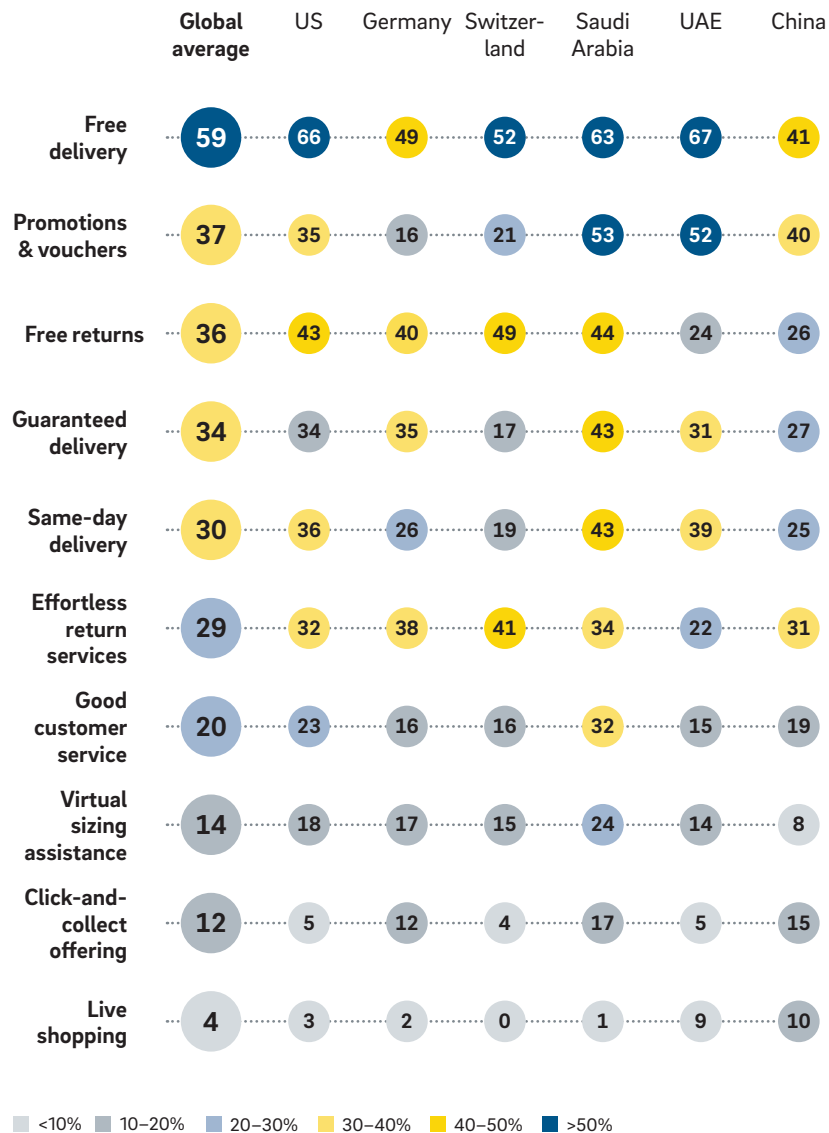 Global average US Germany Switzer-land Saudi Arabia UAE China
Free delivery 59 66 49 52 63 67 41
Promotions & vouchers 37 35 16 21 53 52 40
Free returns 36 43 40 49 44 24 26
Guaranteed delivery 34 34 35 17 43 31 27
Same-day delivery 30 36 26 19 43 39 25
Effortless return services 29 32 38 41 34 22 31
Good customer service 20 23 16 16 32 15 19
Virtual sizing assistance 14 18 17 15 24 14 8
Click-and-collect offering 12 5 12 4 17 5 15
Live shopping 4 3 2 0 1 9 10
<10% 10–20% 20–30% 30–40% 40–50% >50%